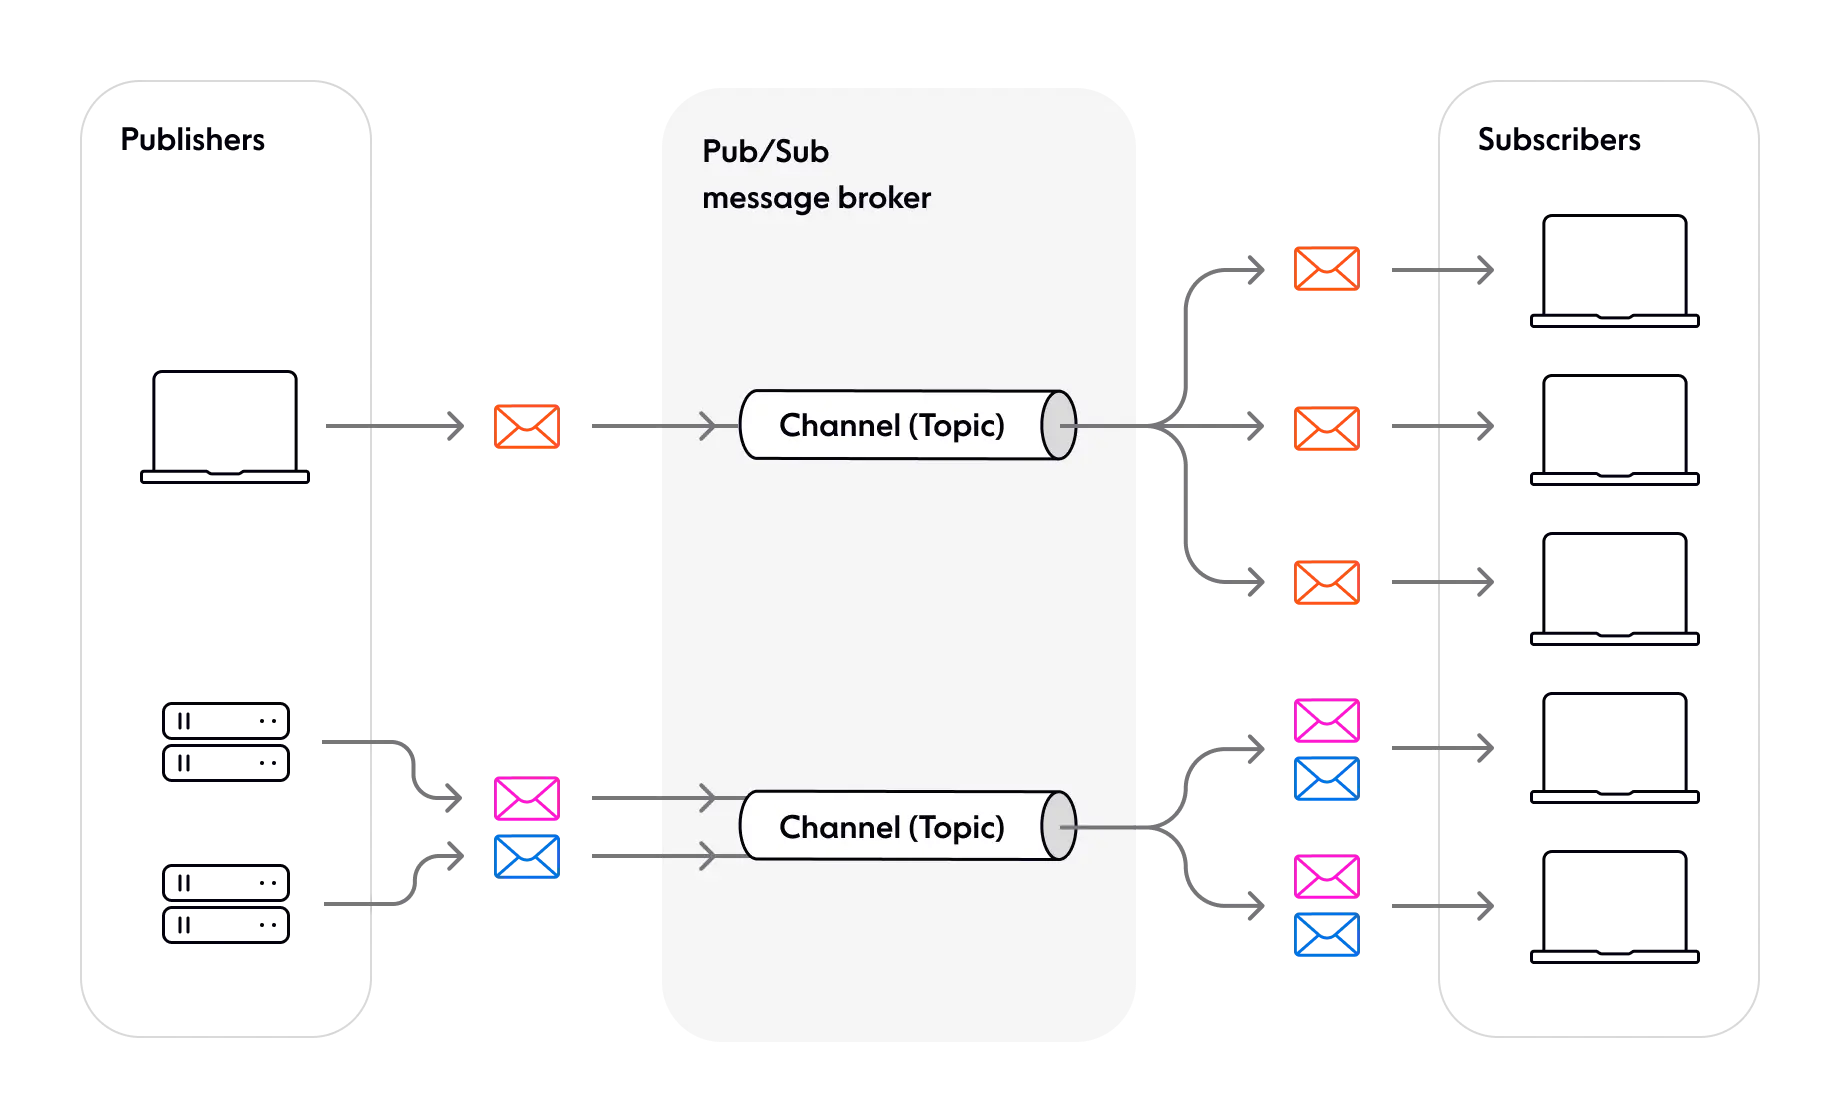 Publishers
Pub/Sub
message broker
Subscribers
Channel (Topic)
Channel (Topic)